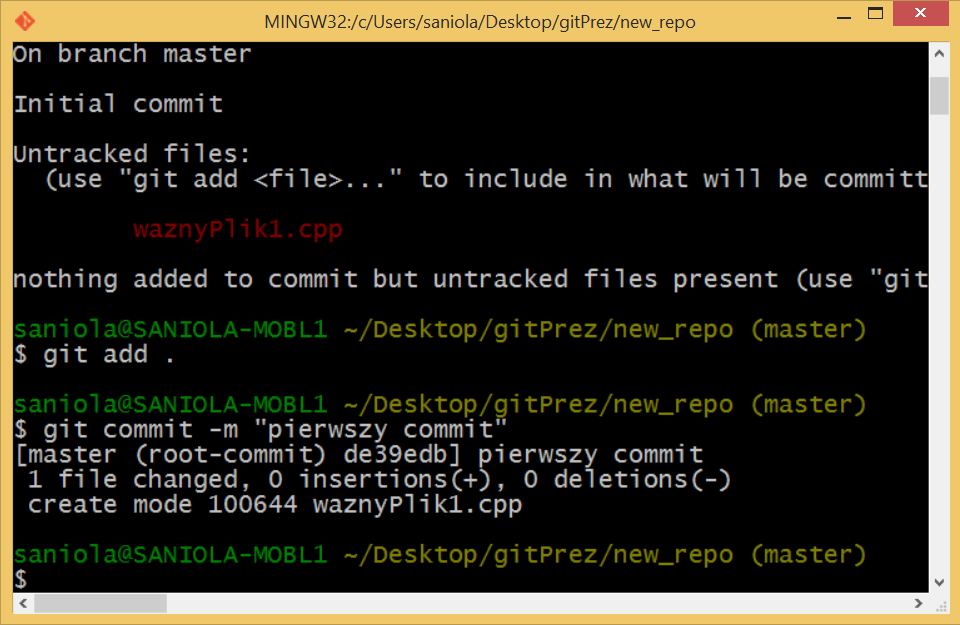 MINGW32:/c/Users/saniola/Desktop/gitPrez/new_repo
On branch master
Initial commit
Untracked files:
(use "git add <file>..." to include in what will be committ
waznyPlik1.cpp
nothing added to commit but untracked files present (use "git
saniola@SANIOLA-MOBL1 ~/Desktop/gitPrez/new_repo (master)
$ git add .
saniola@SANIOLA-MOBL1 ~/Desktop/gitPrez/new_repo (master)
$ git commit -m "pierwszy commit"
[master (root-commit) de39edb] pierwszy commit
1 file changed, 0 insertions(+), 0 deletions(-)
create mode 100644 waznyPlik1.cpp
saniola@SANIOLA-MOBL1 ~/Desktop/gitPrez/new_repo (master)
$